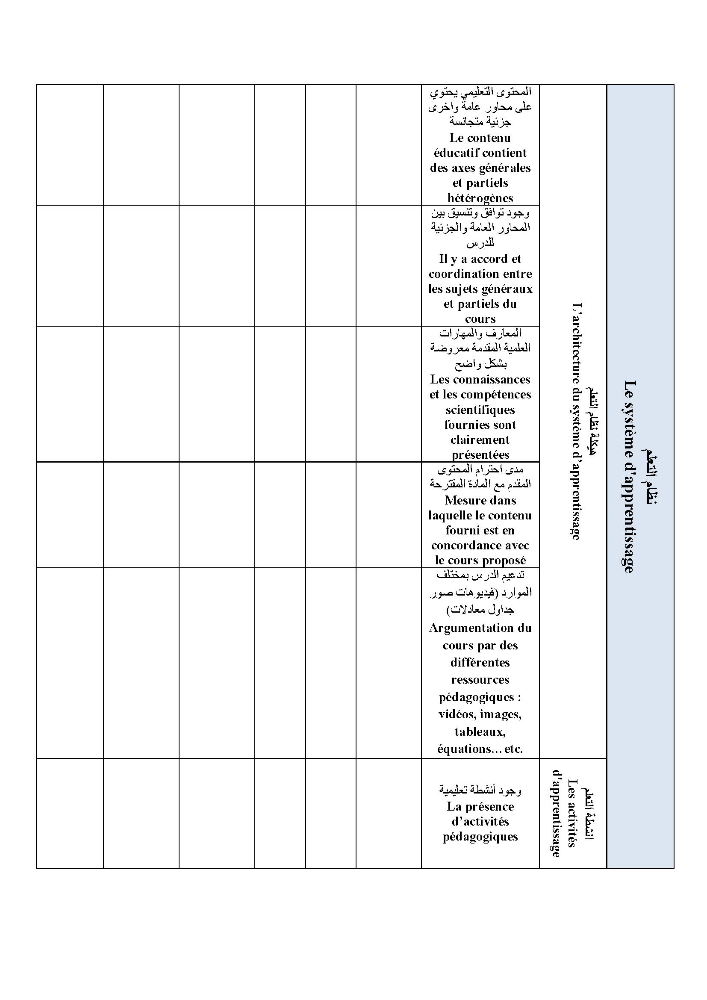 نظام التعلم
Le système d'apprentissage
هيكلة نظام التعلم
L’architecture du système d’apprentissage
المحتوى التعليمي يحتوي
على محاور عامة واخرى
جزئية متجانسة
Le contenu
éducatif contient
des axes générales
et partiels
hétérogènes
وجود توافق وتنسيق بين
المحاور العامة والجزئية
للدرس
Il y a accord et
coordination entre
les sujets généraux
et partiels du
cours
المعارف والمهارات
العلمية المقدمة معروضة
بشكل واضح
Les connaissances
et les compétences
scientifiques
fournies sont
clairement
présentées
مدى احترام المحتوى
المقدم مع المادة المقترحة
Mesure dans
laquelle le contenu
fourni est en
concordance avec
le cours proposé
تدعيم الدرس بمختلف
الموارد (فيديوهات صور
جداول معادلات)
Argumentation du
cours par des
différentes
ressources
pédagogiques :
vidéos, images,
tableaux,
équations…etc.
انشطة التعلم
Les activités
d'apprentissage
وجود أنشطة تعليمية
La présence
d’activités
pédagogiques